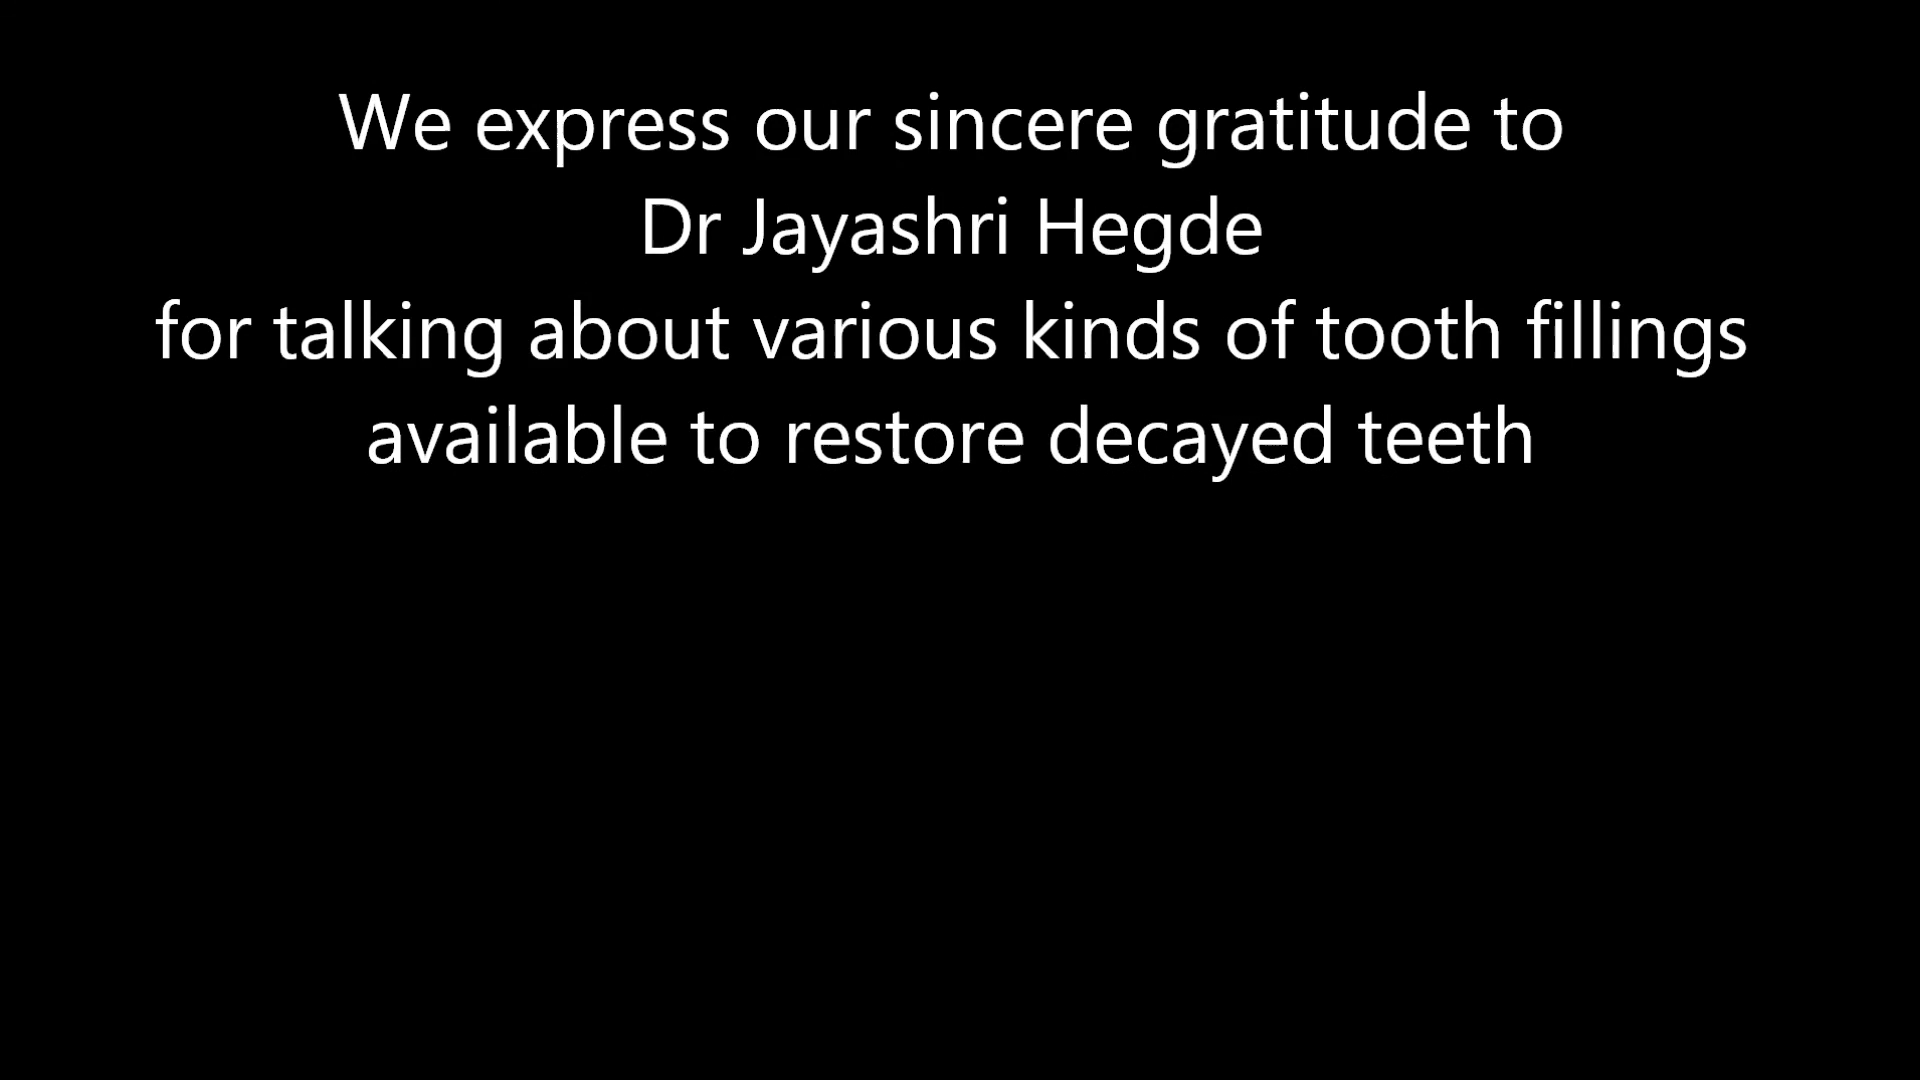 We express our sincere gratitude to
Dr Jayashri Hegde
for talking about various kinds of tooth fillings
available to restore decayed teeth